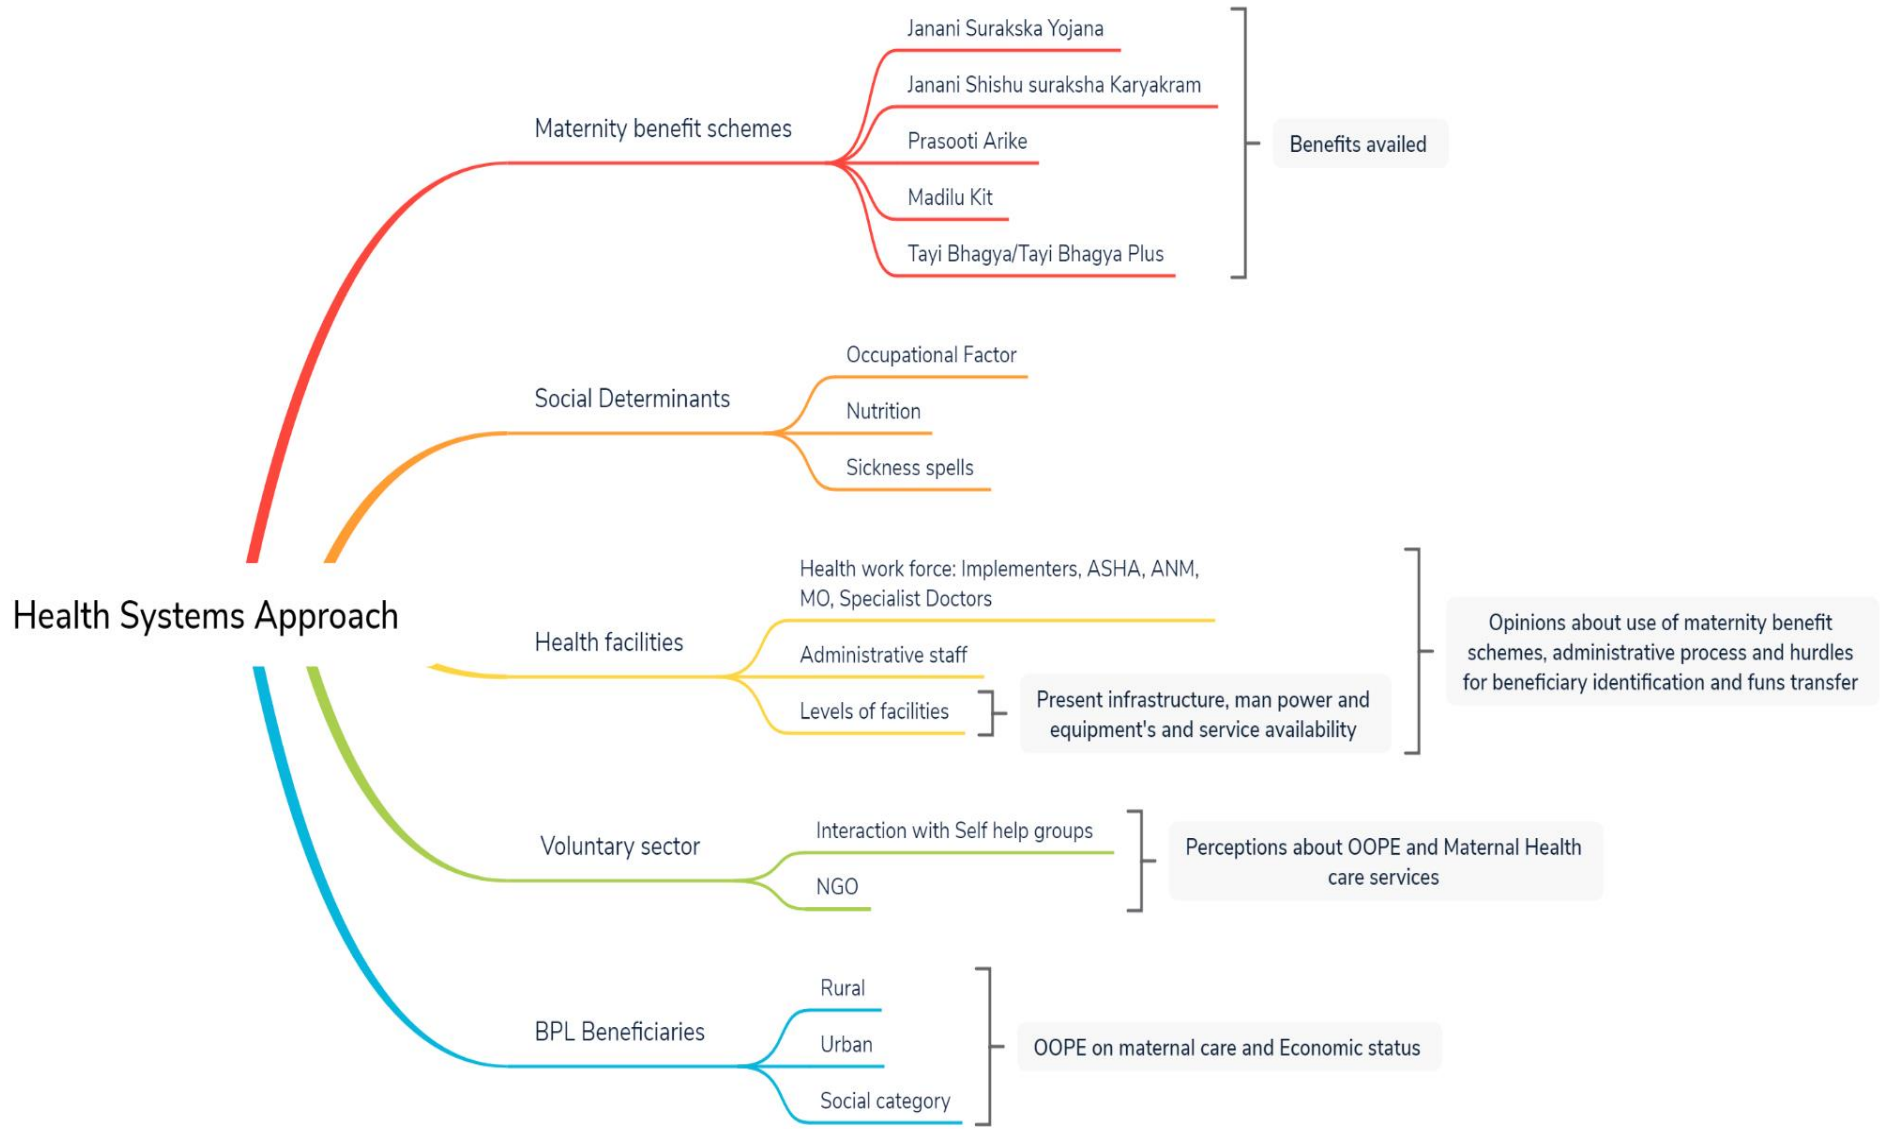 Janani Surakska Yojana
Janani Shishu suraksha Karyakram
Maternity benefit schemes
Prasooti Arike
Benefits availed
Madilu Kit
Tayi Bhagya/Tayi Bhagya Plus
Occupational Factor
Social Determinants
Nutrition
Sickness spells
Health Systems Approach
Health work force: Implementers, ASHA, ANM,
MO, Specialist Doctors
Health facilities
Administrative staff
Levels of facilities
Present infrastructure, man power and
equipment's and service availability
Opinions about use of maternity benefit
schemes, administrative process and hurdles
for beneficiary identification and funs transfer
Interaction with Self help groups
Voluntary sector
NGO
Perceptions about OOPE and Maternal Health
care services
Rural
BPL Beneficiaries
Urban
Social category
OOPE on maternal care and Economic status